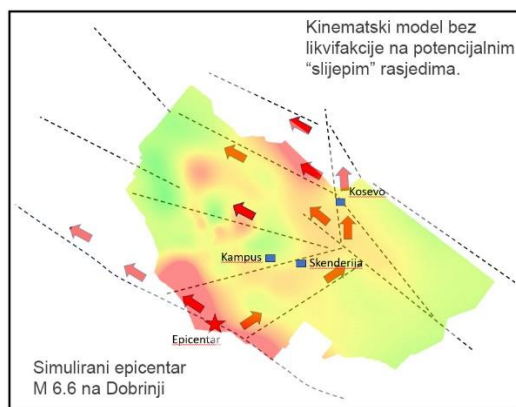 Kinematski model bez
likvifakcije na potencijalnim
“slijepim” rasjedima.
Kosevo
Kampus
Skenderija
Epicentar
Simulirani epicentar
M 6.6 na Dobrinji